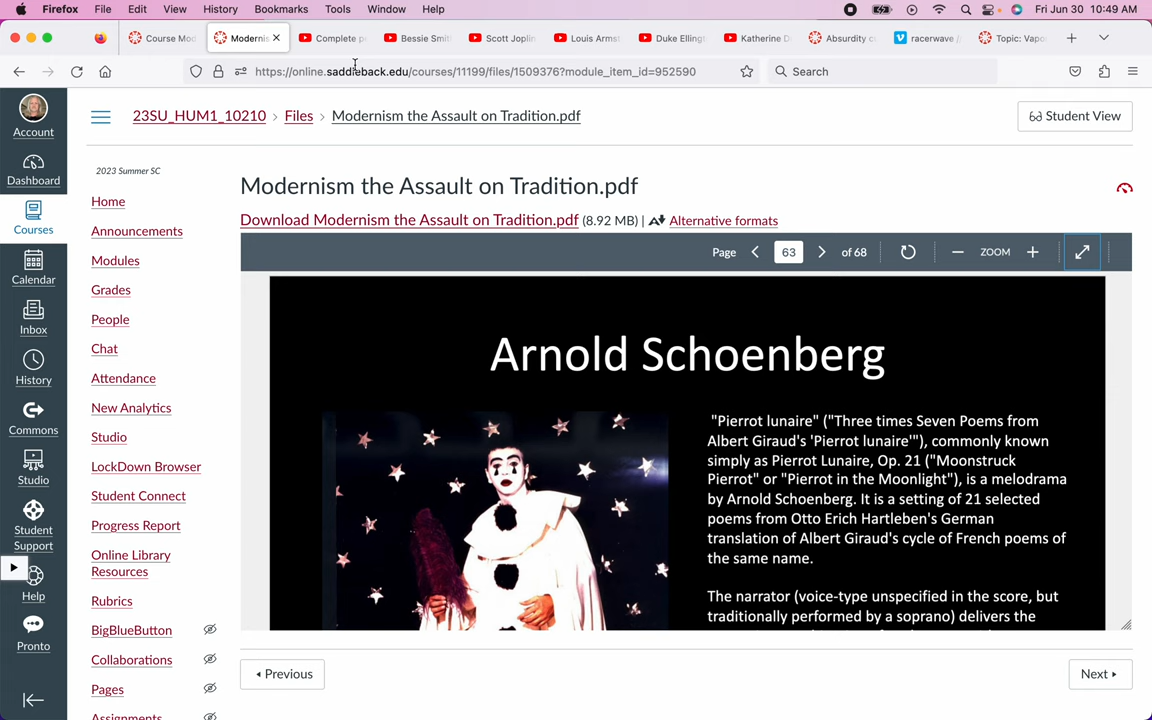 Firefox File Edit View History Bookmarks Tools Window Help Fri Jun 30 10:49 AM
Course Mod Modernis Complete p Bessie Smit Scott Joplin Louis Armst Duke Elling Katherine D Absurdity cu racerwave / Topic: Vapo
https://online.saddleback.edu/courses/11199/files/1509376?module_item_id=952590 Search
23SU_HUM1_10210 > Files > Modernism the Assault on Tradition.pdf Student View
Account
Dashboard
Courses
Calendar
Inbox
History
Commons
Studio
Student
Support
Help
Pronto
2023 Summer SC
Home
Announcements
Modules
Grades
People
Chat
Attendance
New Analytics
Studio
LockDown Browser
Student Connect
Progress Report
Online Library
Resources
Rubrics
BigBlueButton
Collaborations
Pages
Assignments
Modernism the Assault on Tradition.pdf
Download Modernism the Assault on Tradition.pdf (8.92 MB) | Alternative formats
Page 63 of 68 ZOOM
Arnold Schoenberg
"Pierrot lunaire" ("Three times Seven Poems from
Albert Giraud's 'Pierrot lunaire'"), commonly known
simply as Pierrot Lunaire, Op. 21 ("Moonstruck
Pierrot" or "Pierrot in the Moonlight"), is a melodrama
by Arnold Schoenberg. It is a setting of 21 selected
poems from Otto Erich Hartleben's German
translation of Albert Giraud's cycle of French poems of
the same name.
The narrator (voice-type unspecified in the score, but
traditionally performed by a soprano) delivers the
Previous Next